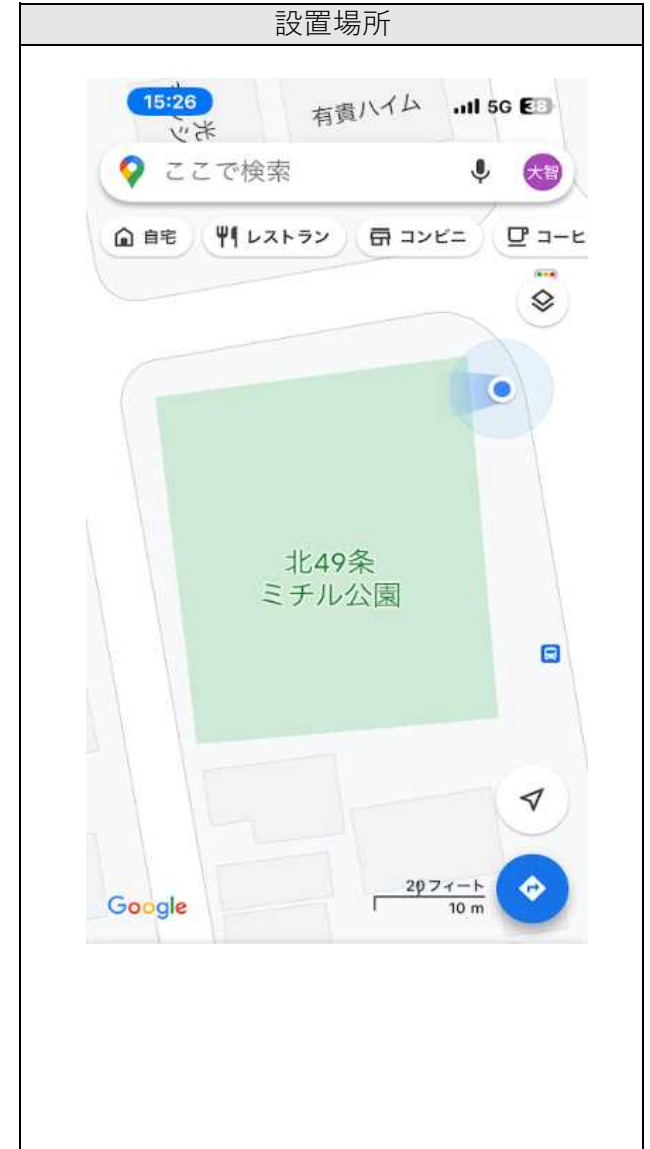 設置場所
15:26
有貴ハイム
5G 38
ここで検索
大智
自宅
レストラン
コンビニ
コーヒ
北49条
ミチル公園
20フィート
10 m
Google